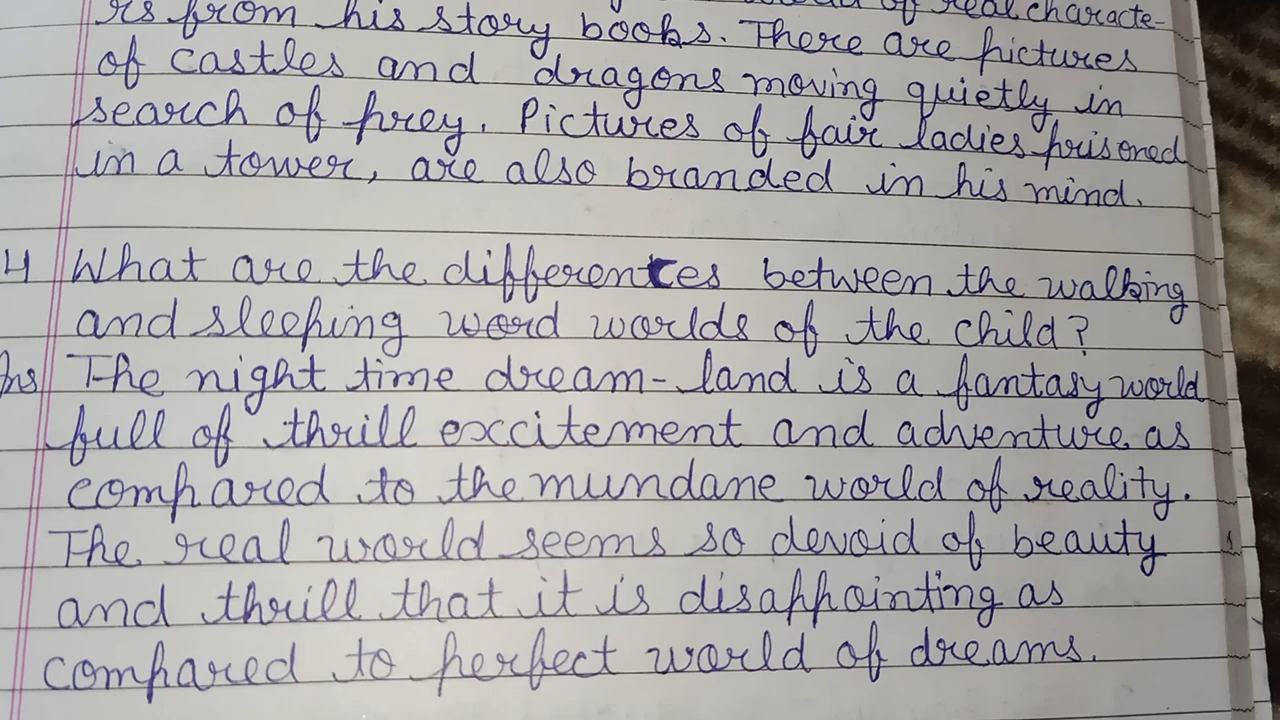 of real characte-
rs from his story books. There are pictures
of castles and dragons moving quietly in
search of prey. Pictures of fair ladies prisoned
in a tower, are also branded in his mind.
4 What are the differences between the walking
and sleeping word worlds of the child?
Ans The night time dream-land is a fantasy world
full of thrill excitement and adventure as
compared to the mundane world of reality.
The real world seems so devoid of beauty
and thrill that it is disappointing as
compared to perfect world of dreams.